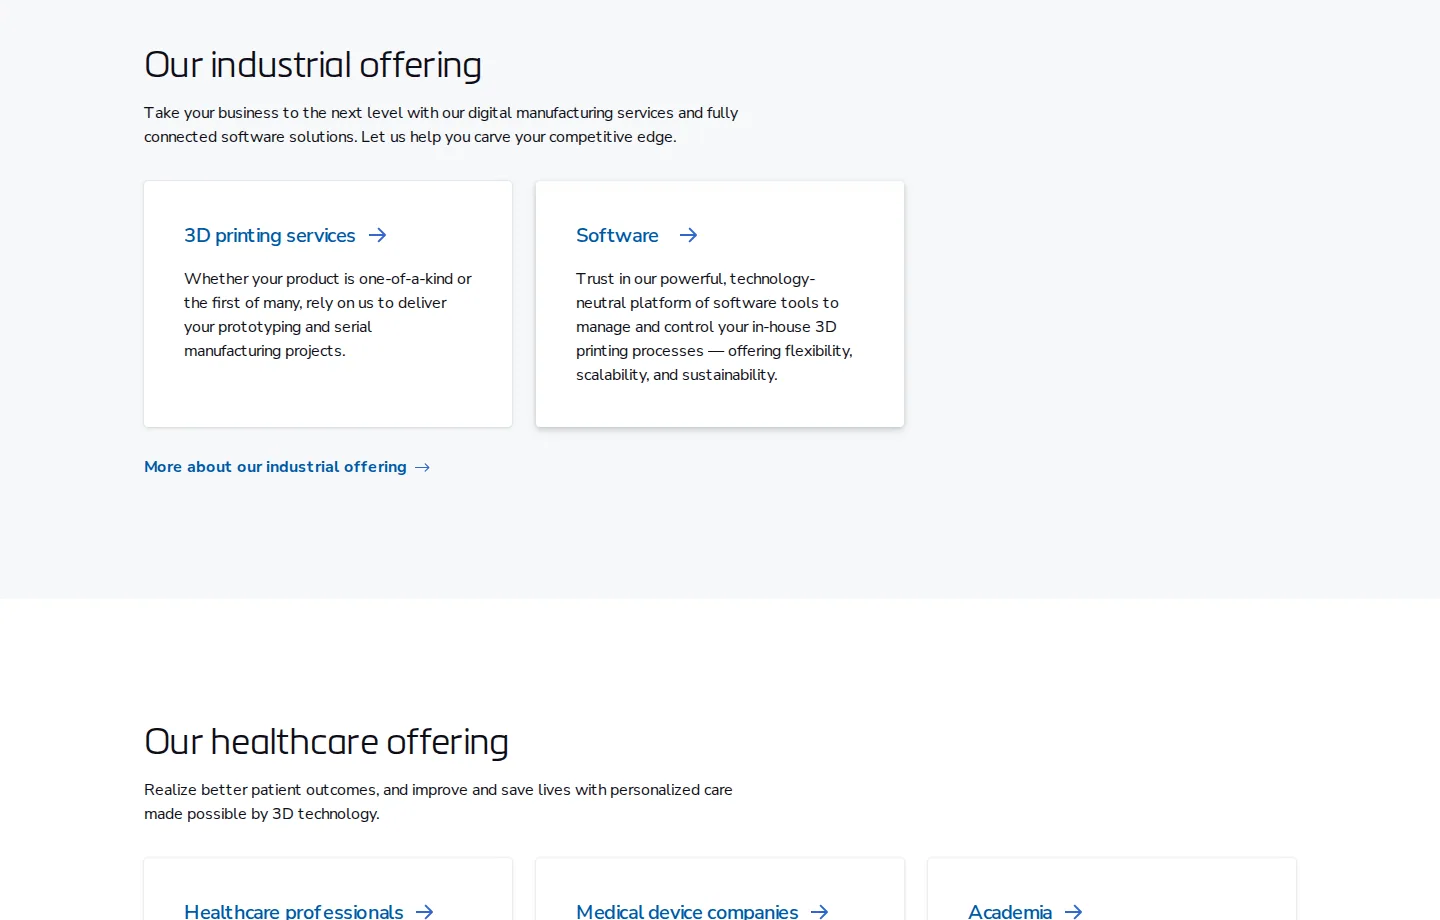 Our industrial offering
Take your business to the next level with our digital manufacturing services and fully
connected software solutions. Let us help you carve your competitive edge.
3D printing services
Whether your product is one-of-a-kind or
the first of many, rely on us to deliver
your prototyping and serial
manufacturing projects.
Software
Trust in our powerful, technology-
neutral platform of software tools to
manage and control your in-house 3D
printing processes — offering flexibility,
scalability, and sustainability.
More about our industrial offering
Our healthcare offering
Realize better patient outcomes, and improve and save lives with personalized care
made possible by 3D technology.
Healthcare professionals
Medical device companies
Academia